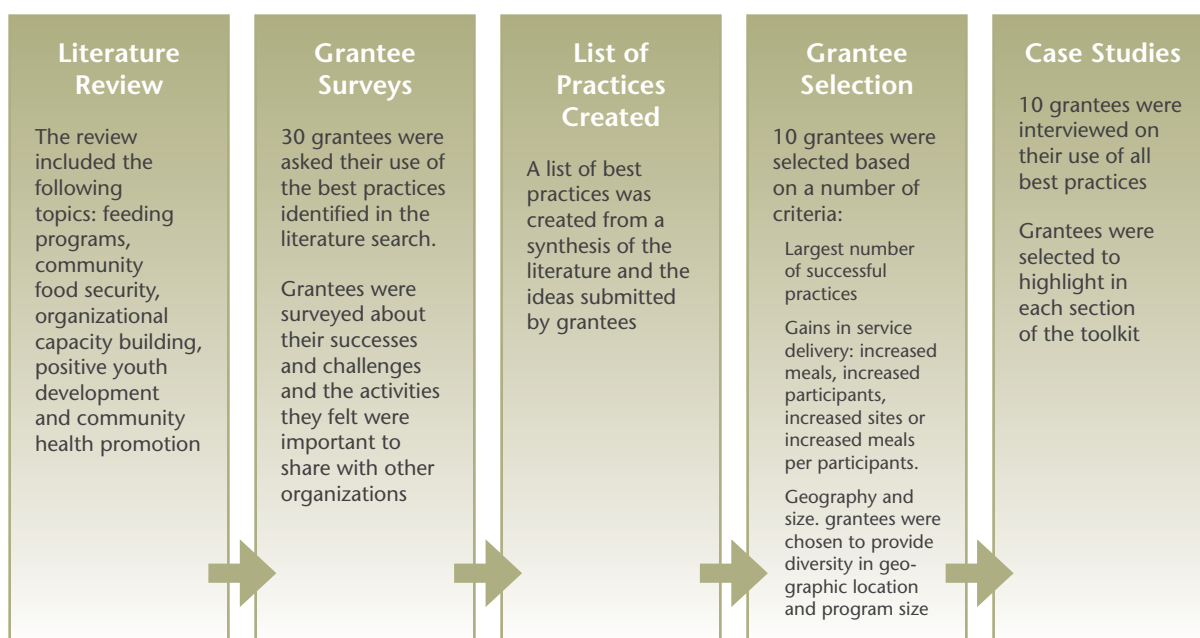 Literature
Review
The review
included the
following
topics: feeding
programs,
community
food security,
organizational
capacity building,
positive youth
development
and community
health promotion
Grantee
Surveys
30 grantees were
asked their use of
the best practices
identified in the
literature search.
Grantees were
surveyed about
their successes
and challenges
and the activities
they felt were
important to
share with other
organizations
List of
Practices
Created
A list of best
practices was
created from a
synthesis of the
literature and the
ideas submitted
by grantees
Grantee
Selection
10 grantees were
selected based
on a number of
criteria:
Largest number
of successful
practices
Gains in service
delivery: increased
meals, increased
participants,
increased sites or
increased meals
per participants.
Geography and
size. grantees were
chosen to provide
diversity in geo-
graphic location
and program size
Case Studies
10 grantees were
interviewed on
their use of all
best practices
Grantees were
selected to
highlight in
each section
of the toolkit